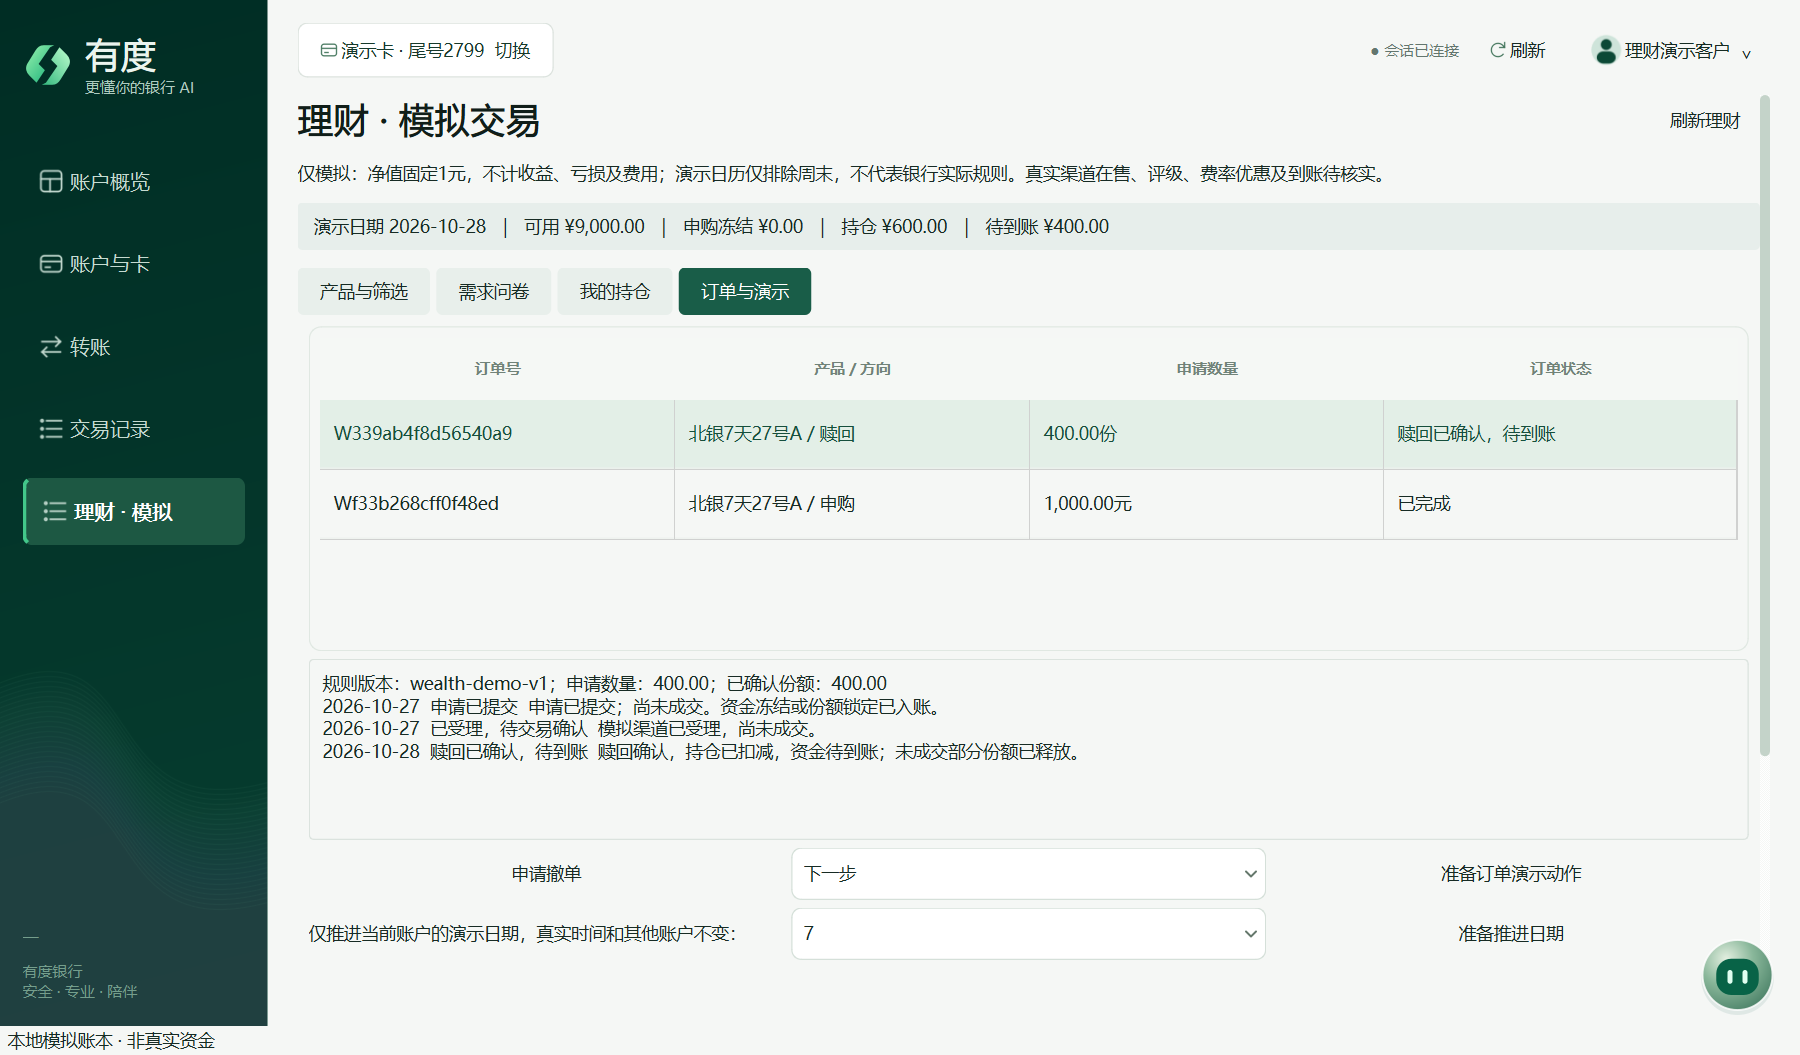 有度
更懂你的银行 AI
账户概览
账户与卡
转账
交易记录
理财 · 模拟
—
有度银行
安全 · 专业 · 陪伴
本地模拟账本 · 非真实资金
演示卡 · 尾号2799 切换
● 会话已连接
刷新
理财演示客户
理财 · 模拟交易
刷新理财
仅模拟：净值固定1元，不计收益、亏损及费用；演示日历仅排除周末，不代表银行实际规则。真实渠道在售、评级、费率优惠及到账待核实。
演示日期 2026-10-28 | 可用 ¥9,000.00 | 申购冻结 ¥0.00 | 持仓 ¥600.00 | 待到账 ¥400.00
产品与筛选
需求问卷
我的持仓
订单与演示
订单号 产品 / 方向 申请数量 订单状态
W339ab4f8d56540a9 北银7天27号A / 赎回 400.00份 赎回已确认，待到账
Wf33b268cff0f48ed 北银7天27号A / 申购 1,000.00元 已完成
规则版本：wealth-demo-v1；申请数量：400.00；已确认份额：400.00
2026-10-27 申请已提交 申请已提交；尚未成交。资金冻结或份额锁定已入账。
2026-10-27 已受理，待交易确认 模拟渠道已受理，尚未成交。
2026-10-28 赎回已确认，待到账 赎回确认，持仓已扣减，资金待到账；未成交部分份额已释放。
申请撤单
下一步
准备订单演示动作
仅推进当前账户的演示日期，真实时间和其他账户不变：
7
准备推进日期